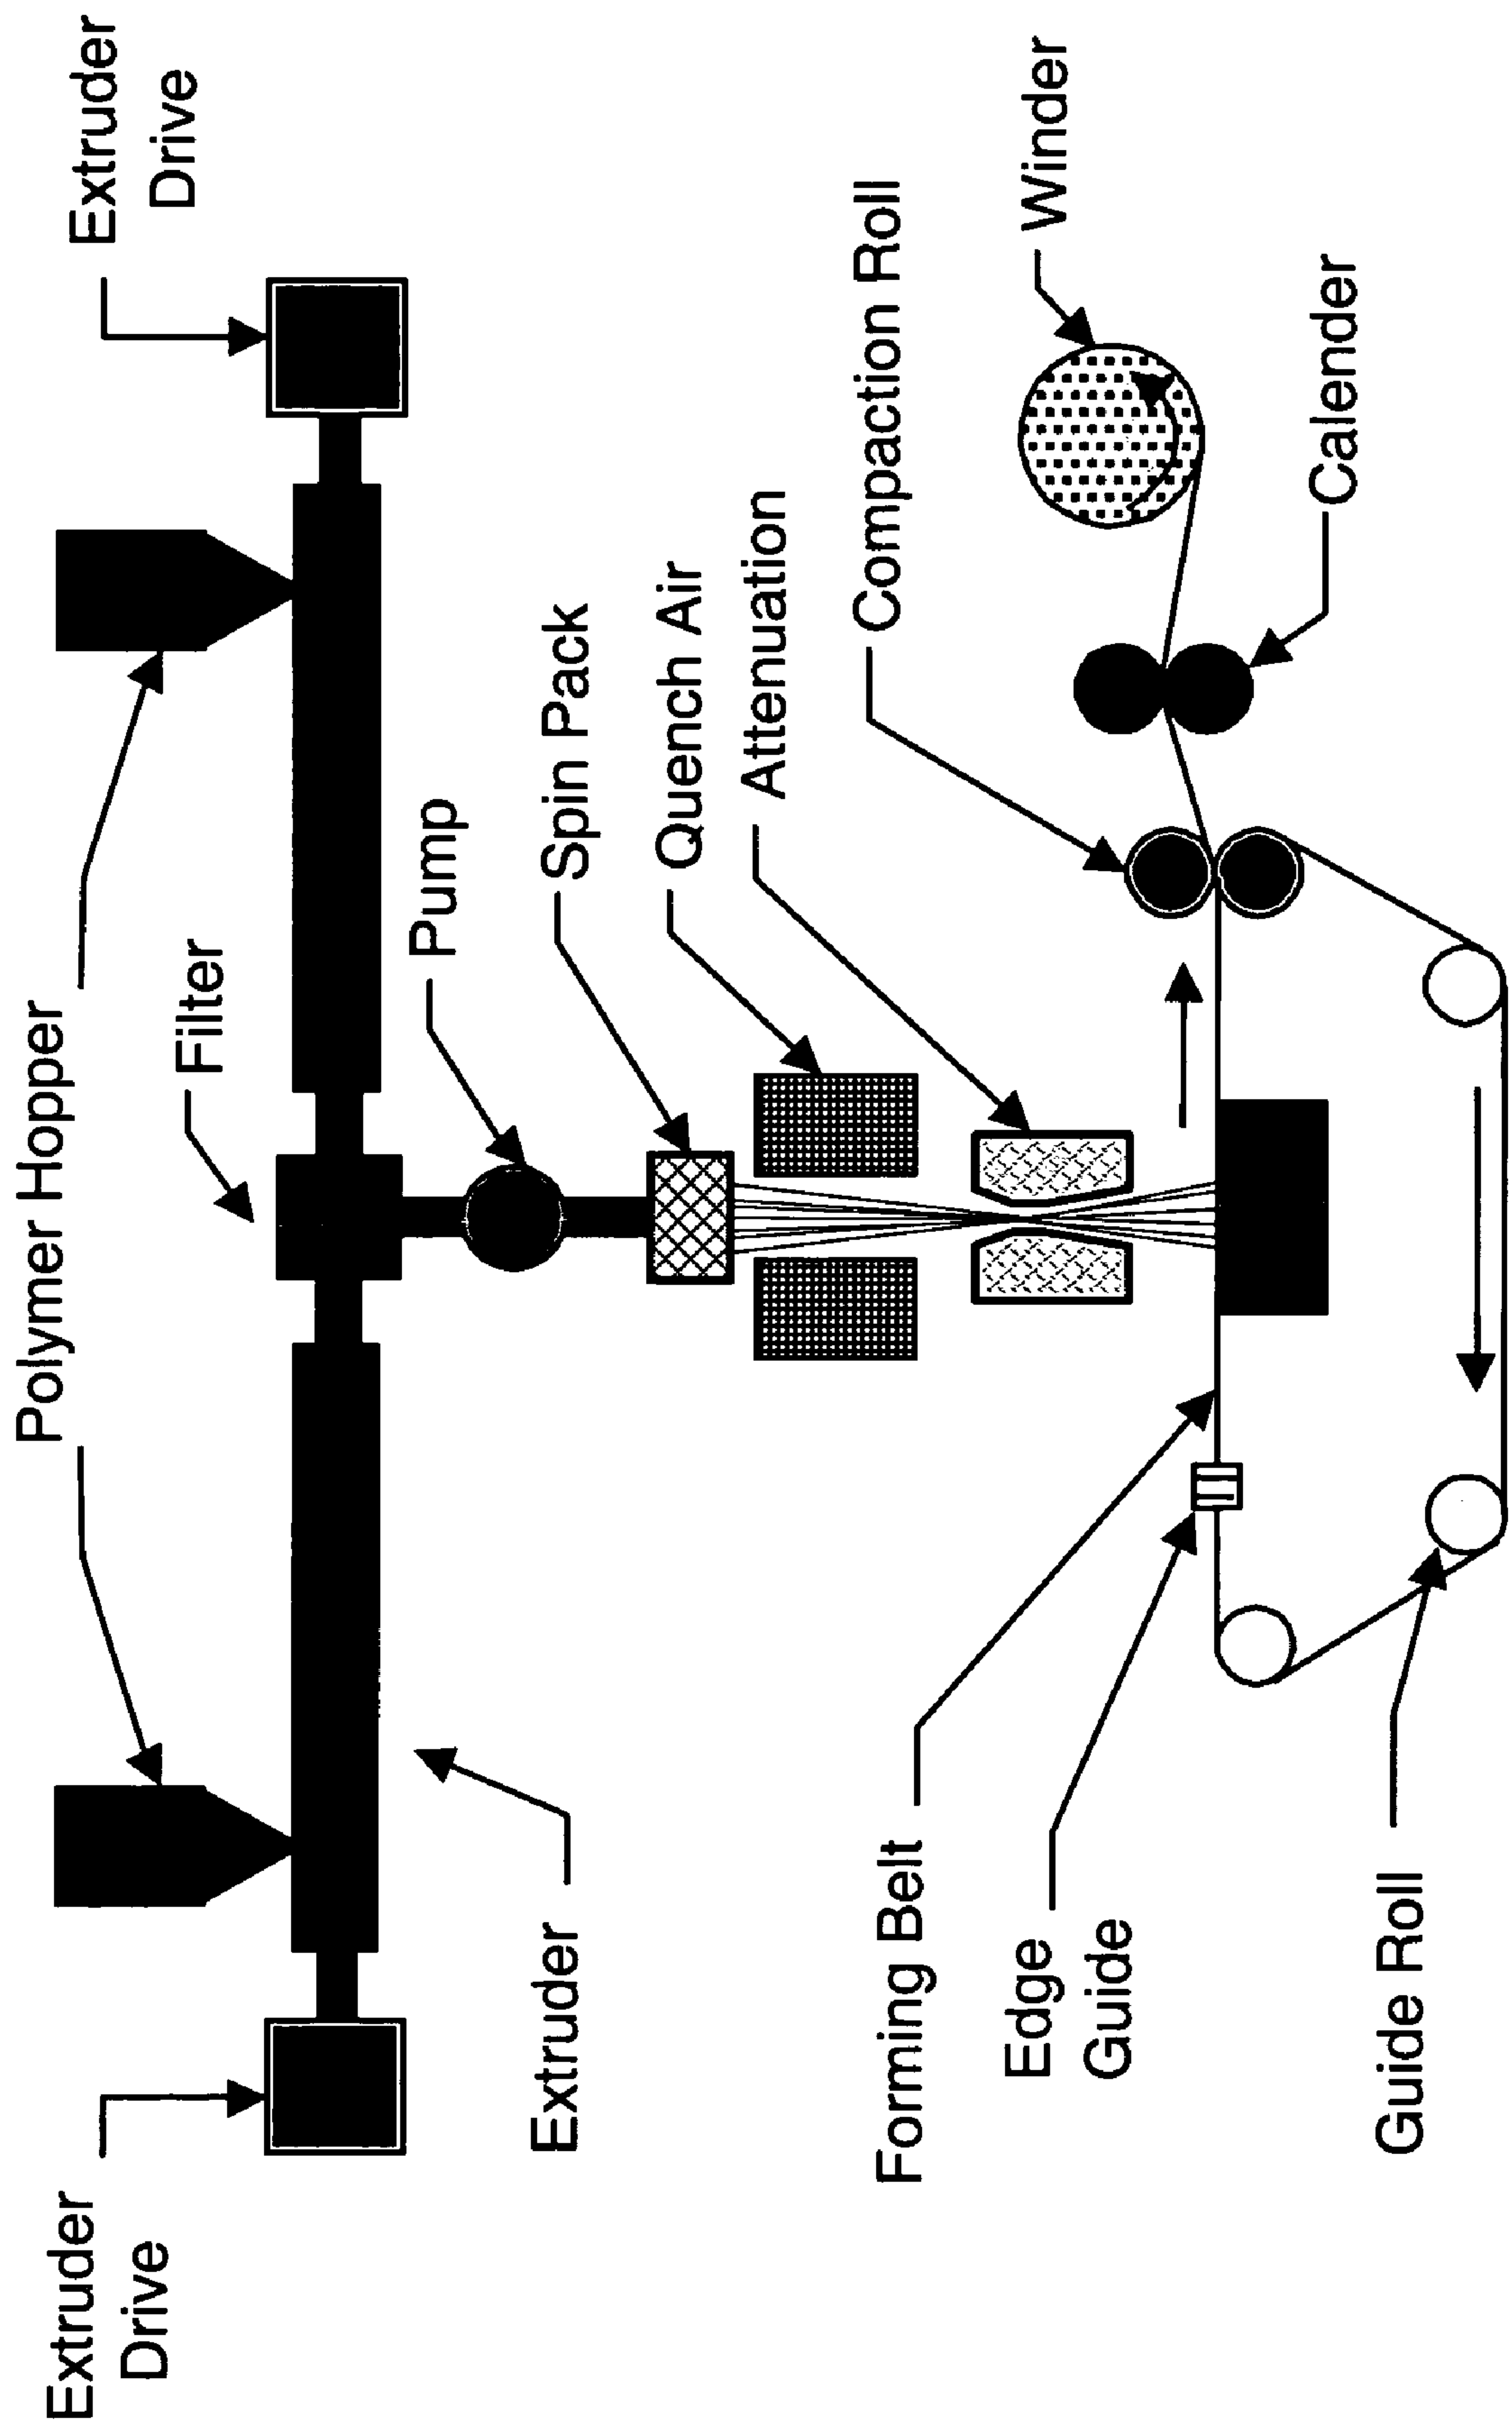 Extruder
Drive
Polymer Hopper
Extruder
Drive
Filter
Pump
Extruder
Spin Pack
Quench Air
Attenuation
Forming Belt
Compaction Roll
Edge
Guide
Winder
Guide Roll
Calender